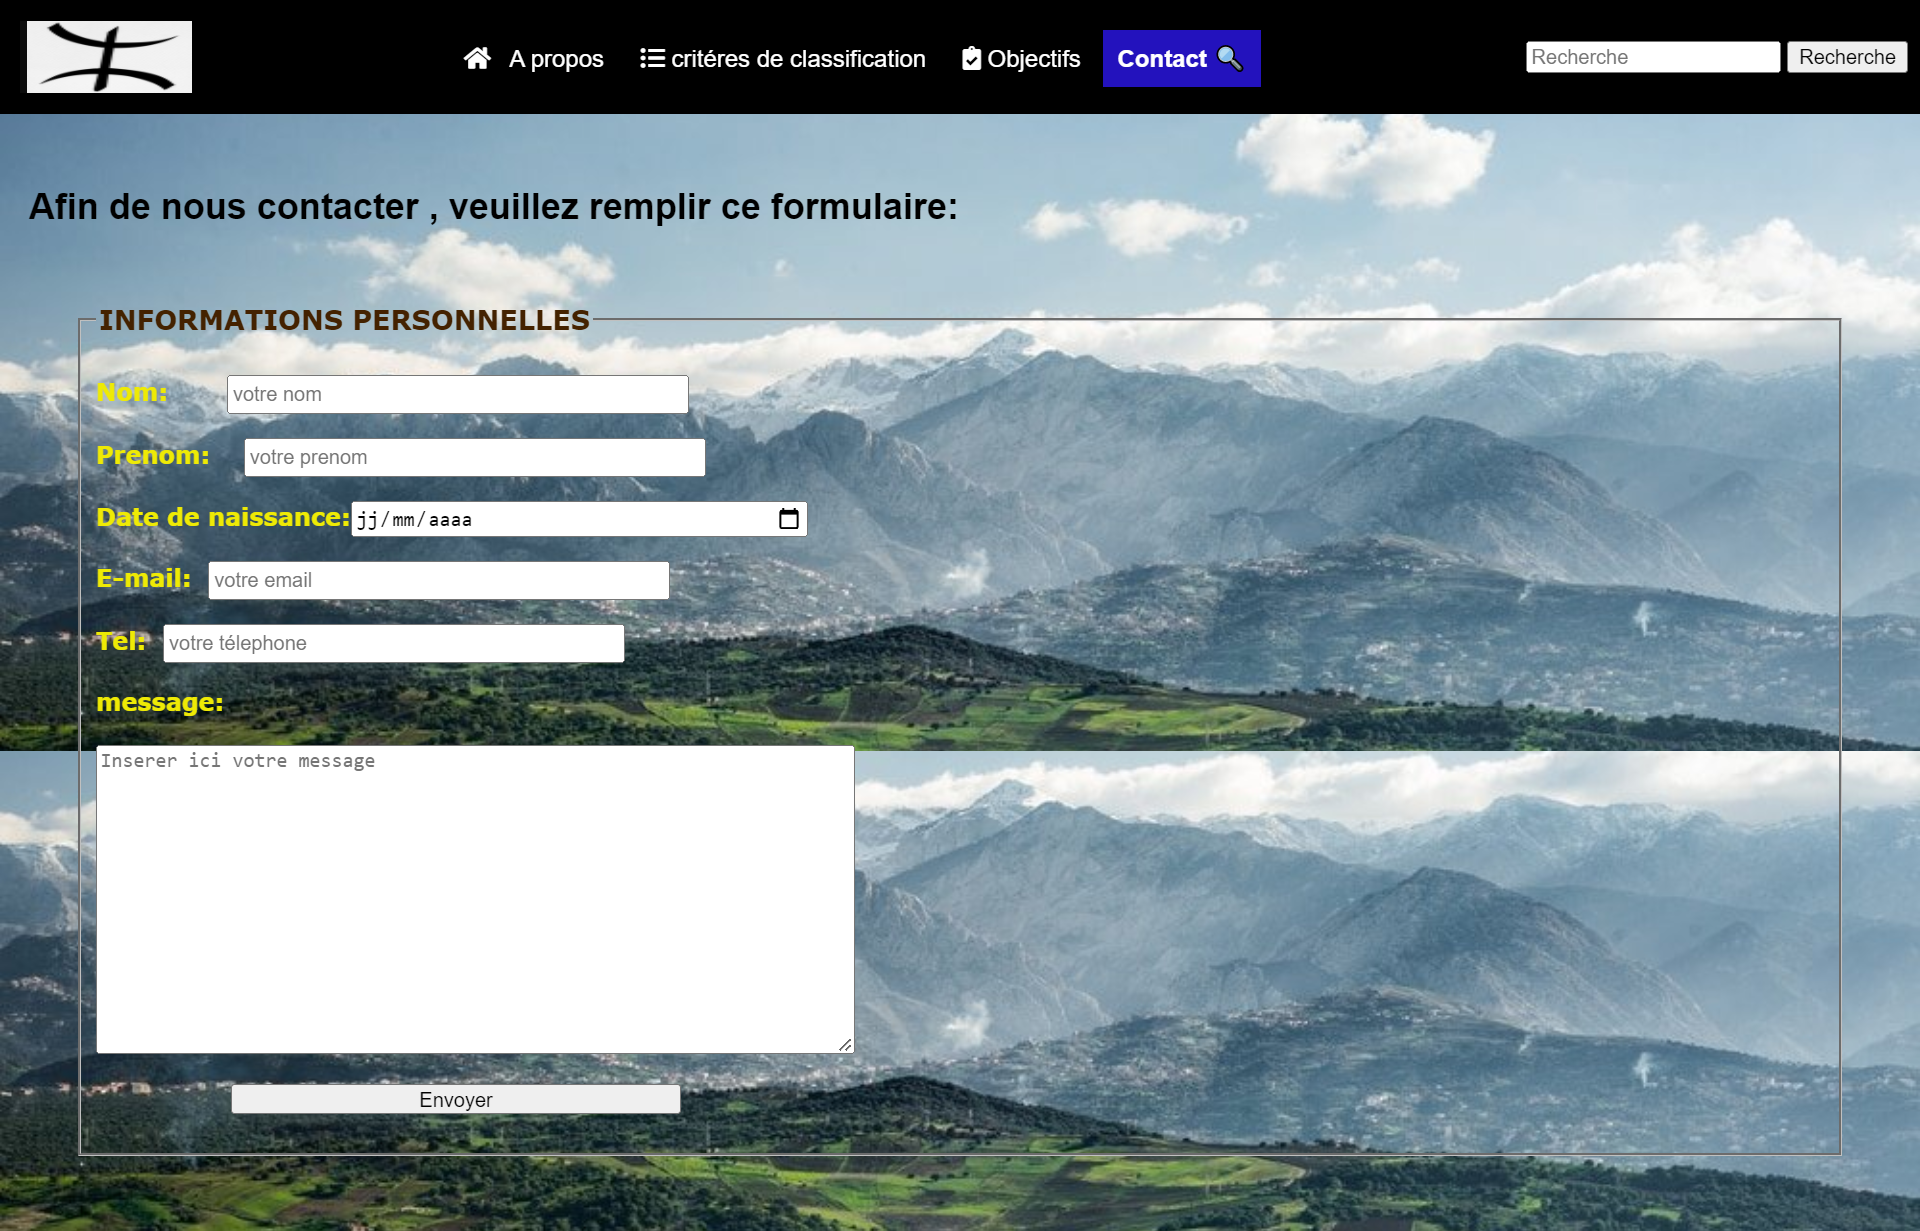 A propos critéres de classification Objectifs Contact Recherche Recherche
Afin de nous contacter , veuillez remplir ce formulaire:
INFORMATIONS PERSONNELLES
Nom: votre nom
Prenom: votre prenom
Date de naissance: jj/mm/aaaa
E-mail: votre email
Tel: votre télephone
message:
Inserer ici votre message
Envoyer